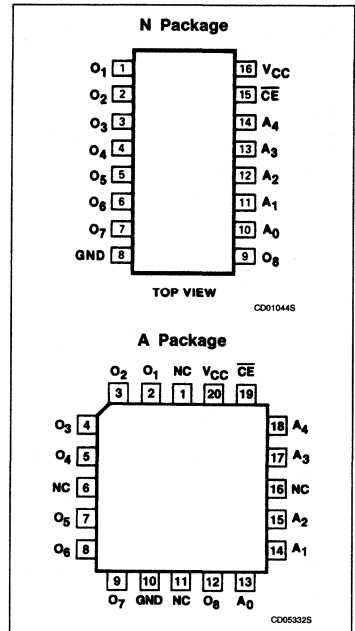 N Package
O1 1 16 VCC
O2 2 15 CE
O3 3 14 A4
O4 4 13 A3
O5 5 12 A2
O6 6 11 A1
O7 7 10 A0
GND 8 9 O8
TOP VIEW
CD01044S
A Package
O2 O1 NC VCC CE
3 2 1 20 19
O3 4 18 A4
O4 5 17 A3
NC 6 16 NC
O5 7 15 A2
O6 8 14 A1
9 10 11 12 13
O7 GND NC O8 A0
CD05332S